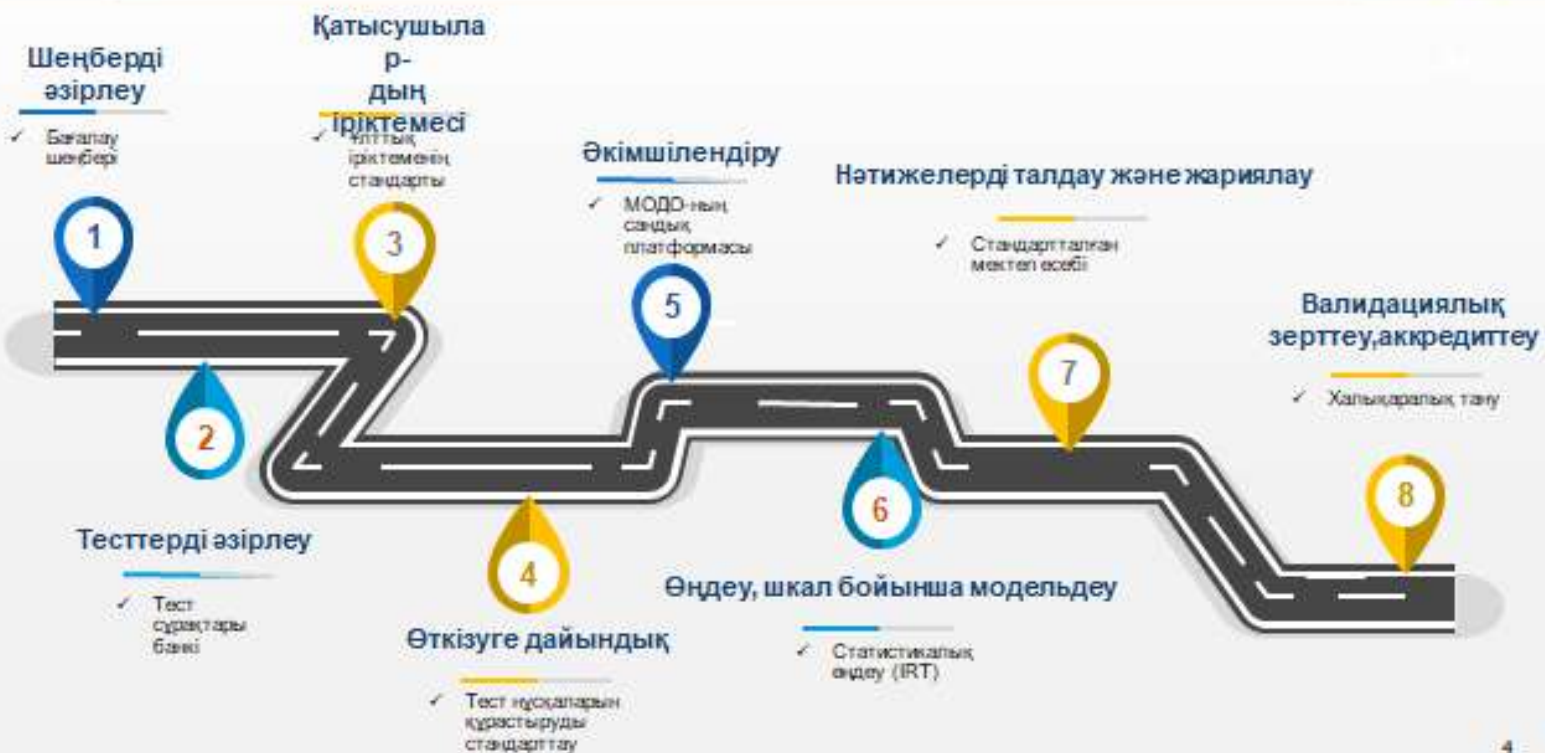 Шеңберді
әзірлеу
✓ Бағалау
шеңбері
1
2
Тесттерді әзірлеу
✓ Тест
сұрақтары
банкі
Қатысушыла
р-
дың
іріктемесі
✓ Ұлттық
іріктеменің
стандарты
3
4
Өткізуге дайындық
✓ Тест нұсқаларын
құрастыруды
стандарттау
Әкімшілендіру
✓ МОДО-ның
сандық
платформасы
5
6
Өңдеу, шкал бойынша модельдеу
✓ Статистикалық
өңдеу (IRT)
Нәтижелерді талдау және жариялау
✓ Стандартталған
мектеп есебі
7
Валидациялық
зерттеу,аккредиттеу
✓ Халықаралық тану
8
4